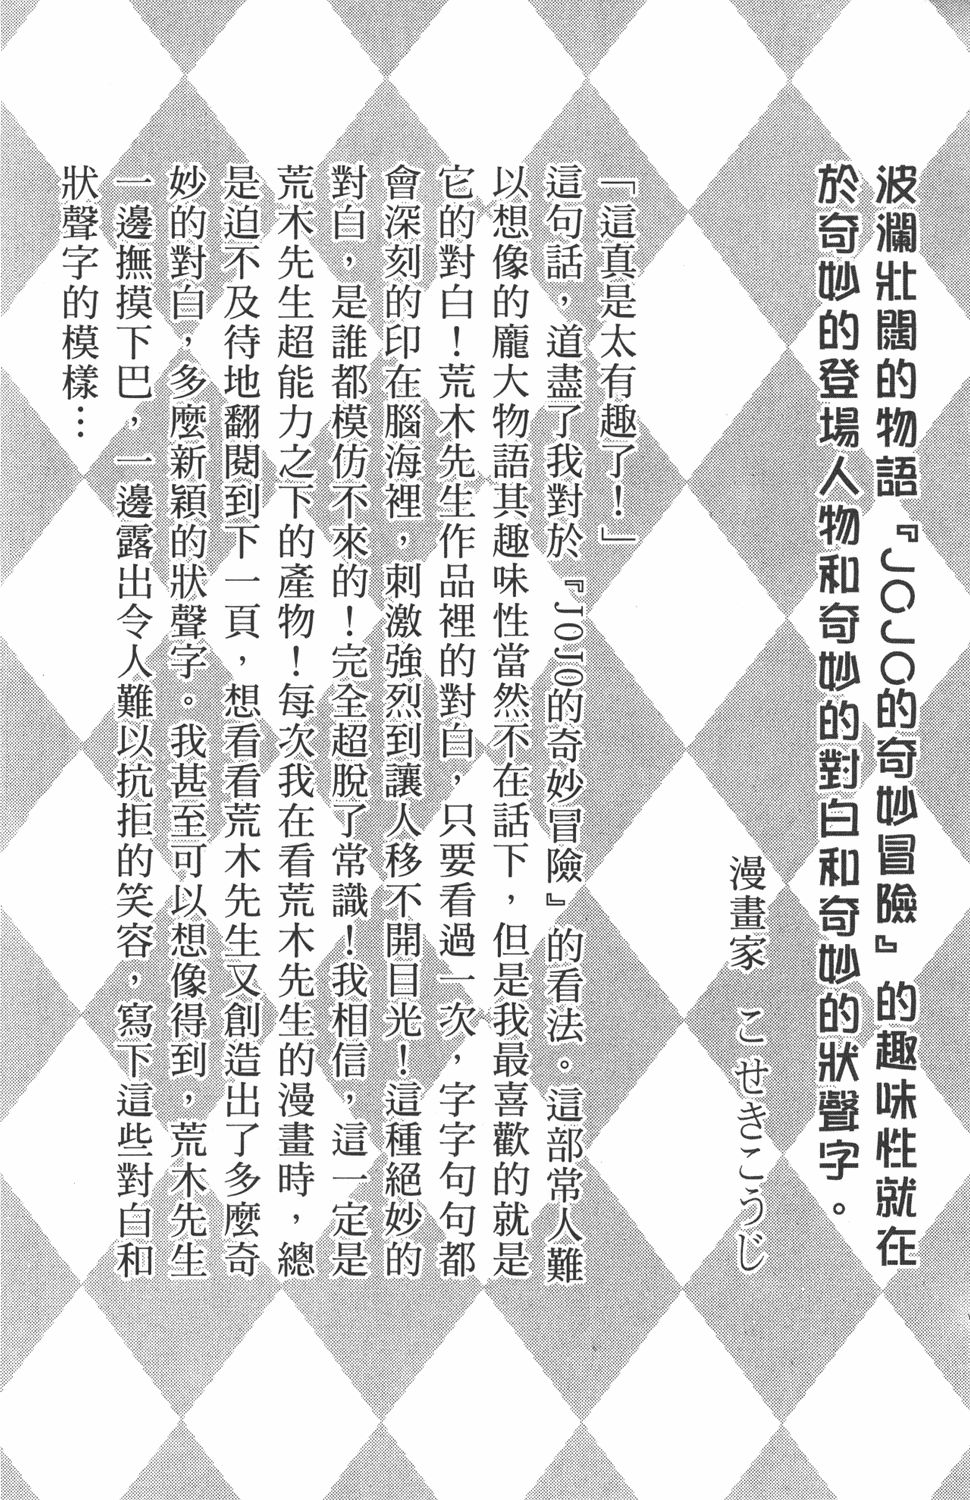 波瀾壯闊的物語『JOJO的奇妙冒險』的趣味性就在
於奇妙的登場人物和奇妙的對白和奇妙的狀聲字。
漫畫家 こせきこうじ
「這真是太有趣了！」
這句話，道盡了我對於『JOJO的奇妙冒險』的看法。這部常人難
以想像的龐大物語其趣味性當然不在話下，但是我最喜歡的就是
它的對白！荒木先生作品裡的對白，只要看過一次，字字句句都
會深刻的印在腦海裡，刺激強烈到讓人移不開目光！這種絕妙的
對白，是誰都模仿不來的！完全超脫了常識！我相信，這一定是
荒木先生超能力之下的產物！每次我在看荒木先生的漫畫時，總
是迫不及待地翻閱到下一頁，想看看荒木先生又創造出了多麼奇
妙的對白，多麼新穎的狀聲字。我甚至可以想像得到，荒木先生
一邊撫摸下巴，一邊露出令人難以抗拒的笑容，寫下這些對白和
狀聲字的模樣…